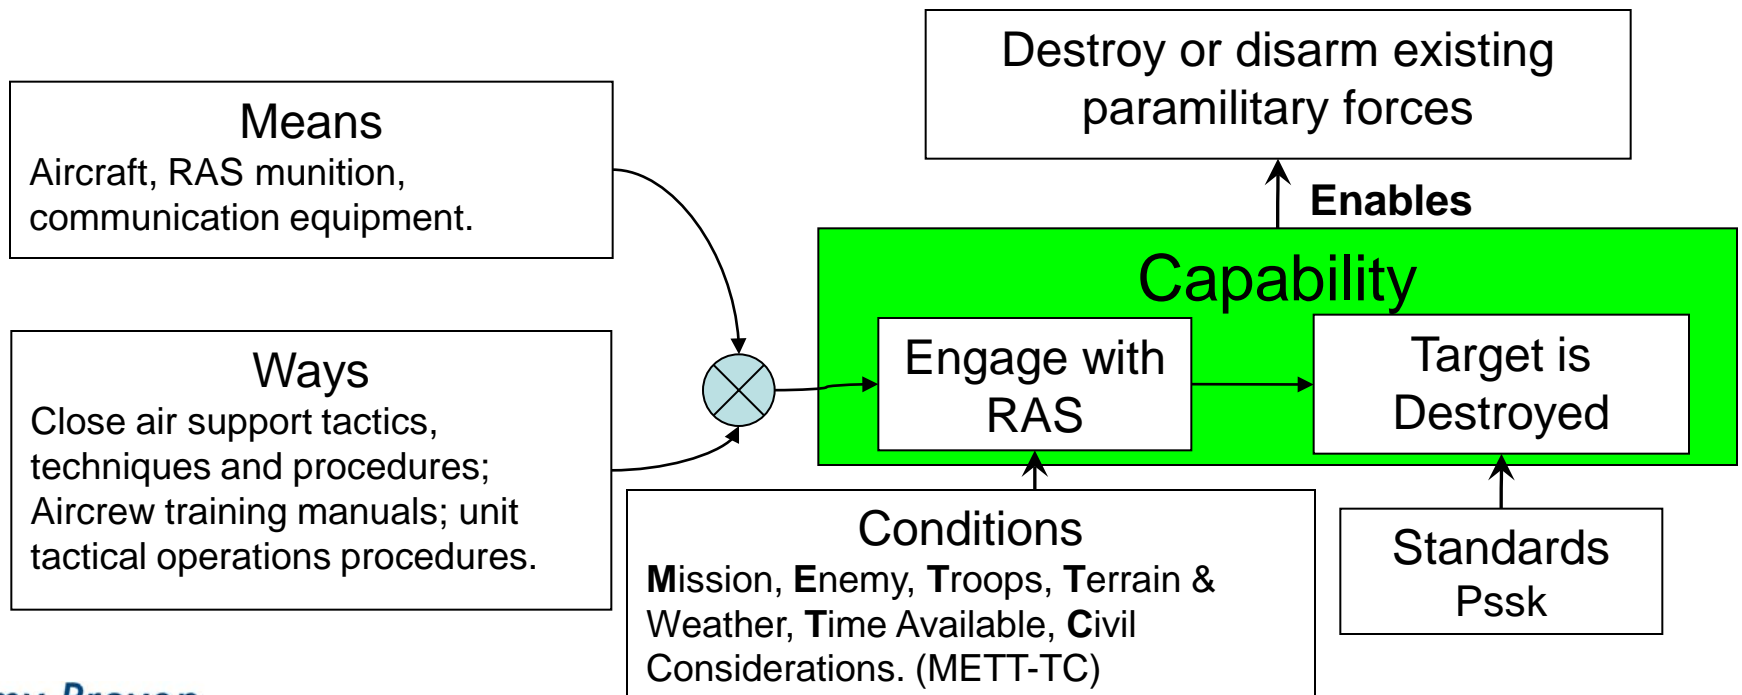 Destroy or disarm existing
paramilitary forces
Means
Aircraft, RAS munition,
communication equipment.
Enables
Capability
Engage with
RAS
Target is
Destroyed
Ways
Close air support tactics,
techniques and procedures;
Aircrew training manuals; unit
tactical operations procedures.
Conditions
Mission, Enemy, Troops, Terrain &
Weather, Time Available, Civil
Considerations. (METT-TC)
Standards
Pssk